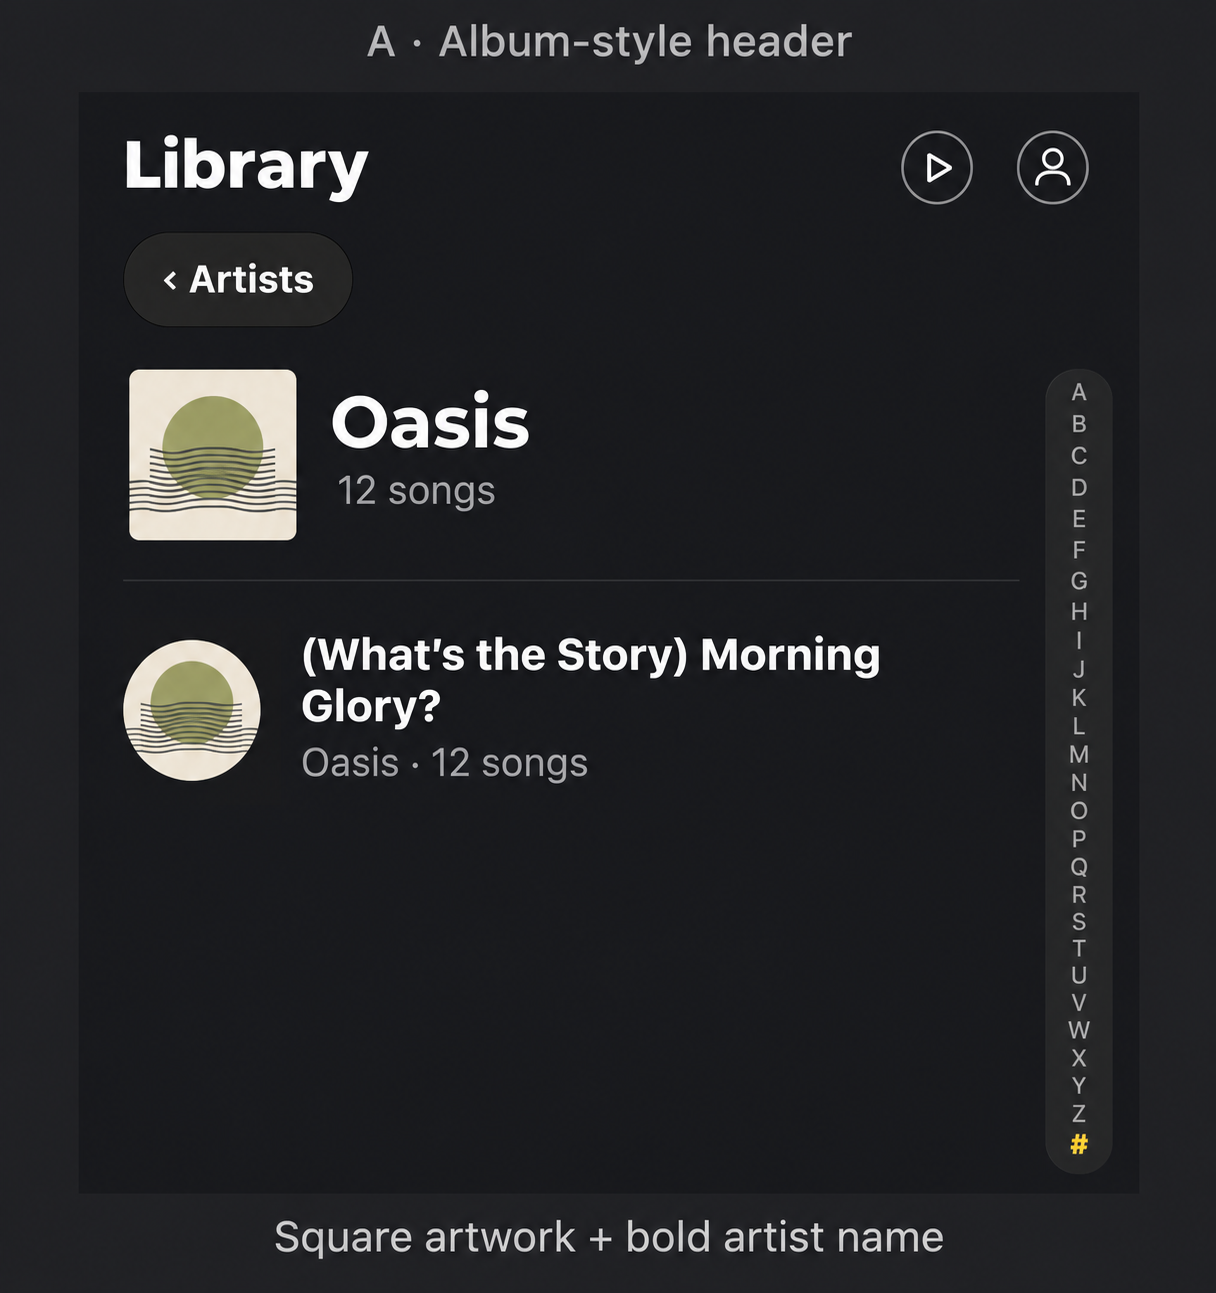 A · Album-style header
Library
‹ Artists
Oasis
12 songs
(What's the Story) Morning
Glory?
Oasis · 12 songs
A
B
C
D
E
F
G
H
I
J
K
L
M
N
O
P
Q
R
S
T
U
V
W
X
Y
Z
#
Square artwork + bold artist name